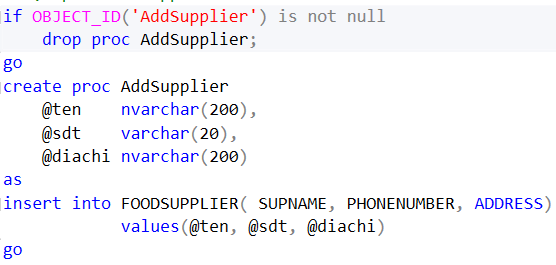 if OBJECT_ID('AddSupplier') is not null
    drop proc AddSupplier;
go
create proc AddSupplier
    @ten    nvarchar(200),
    @sdt    varchar(20),
    @diachi nvarchar(200)
as
insert into FOODSUPPLIER( SUPNAME, PHONENUMBER, ADDRESS)
            values(@ten, @sdt, @diachi)
go